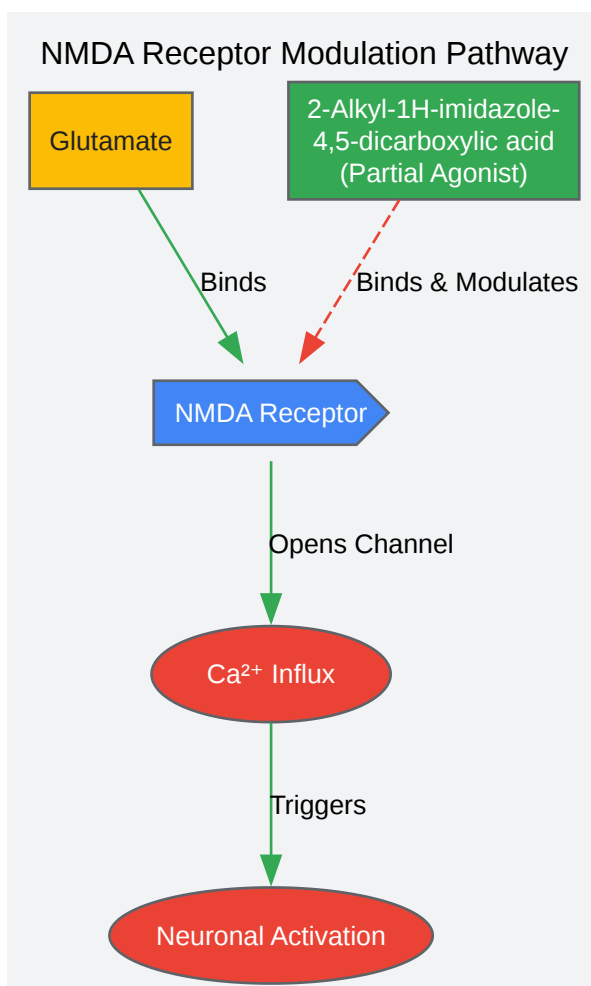 NMDA Receptor Modulation Pathway
Glutamate
2-Alkyl-1H-imidazole-
4,5-dicarboxylic acid
(Partial Agonist)
Binds
Binds & Modulates
NMDA Receptor
Opens Channel
Ca²⁺ Influx
Triggers
Neuronal Activation